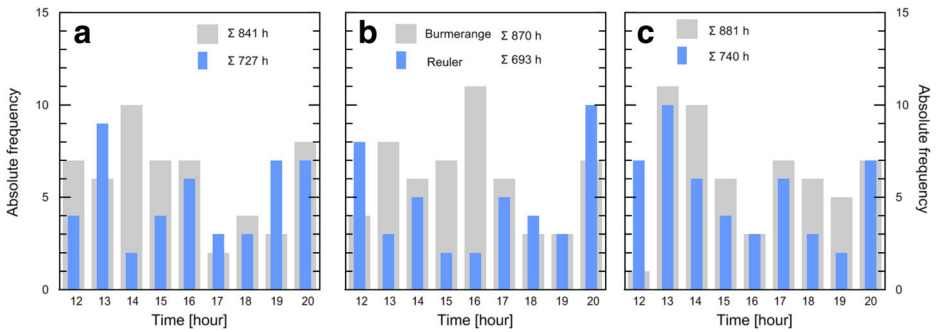 a
Σ 841 h
Σ 727 h
15
10
5
0
Absolute frequency
12 13 14 15 16 17 18 19 20
Time [hour]
b
Burmerange Σ 870 h
Reuler Σ 693 h
12 13 14 15 16 17 18 19 20
Time [hour]
c
Σ 881 h
Σ 740 h
15
10
5
0
Absolute frequency
12 13 14 15 16 17 18 19 20
Time [hour]